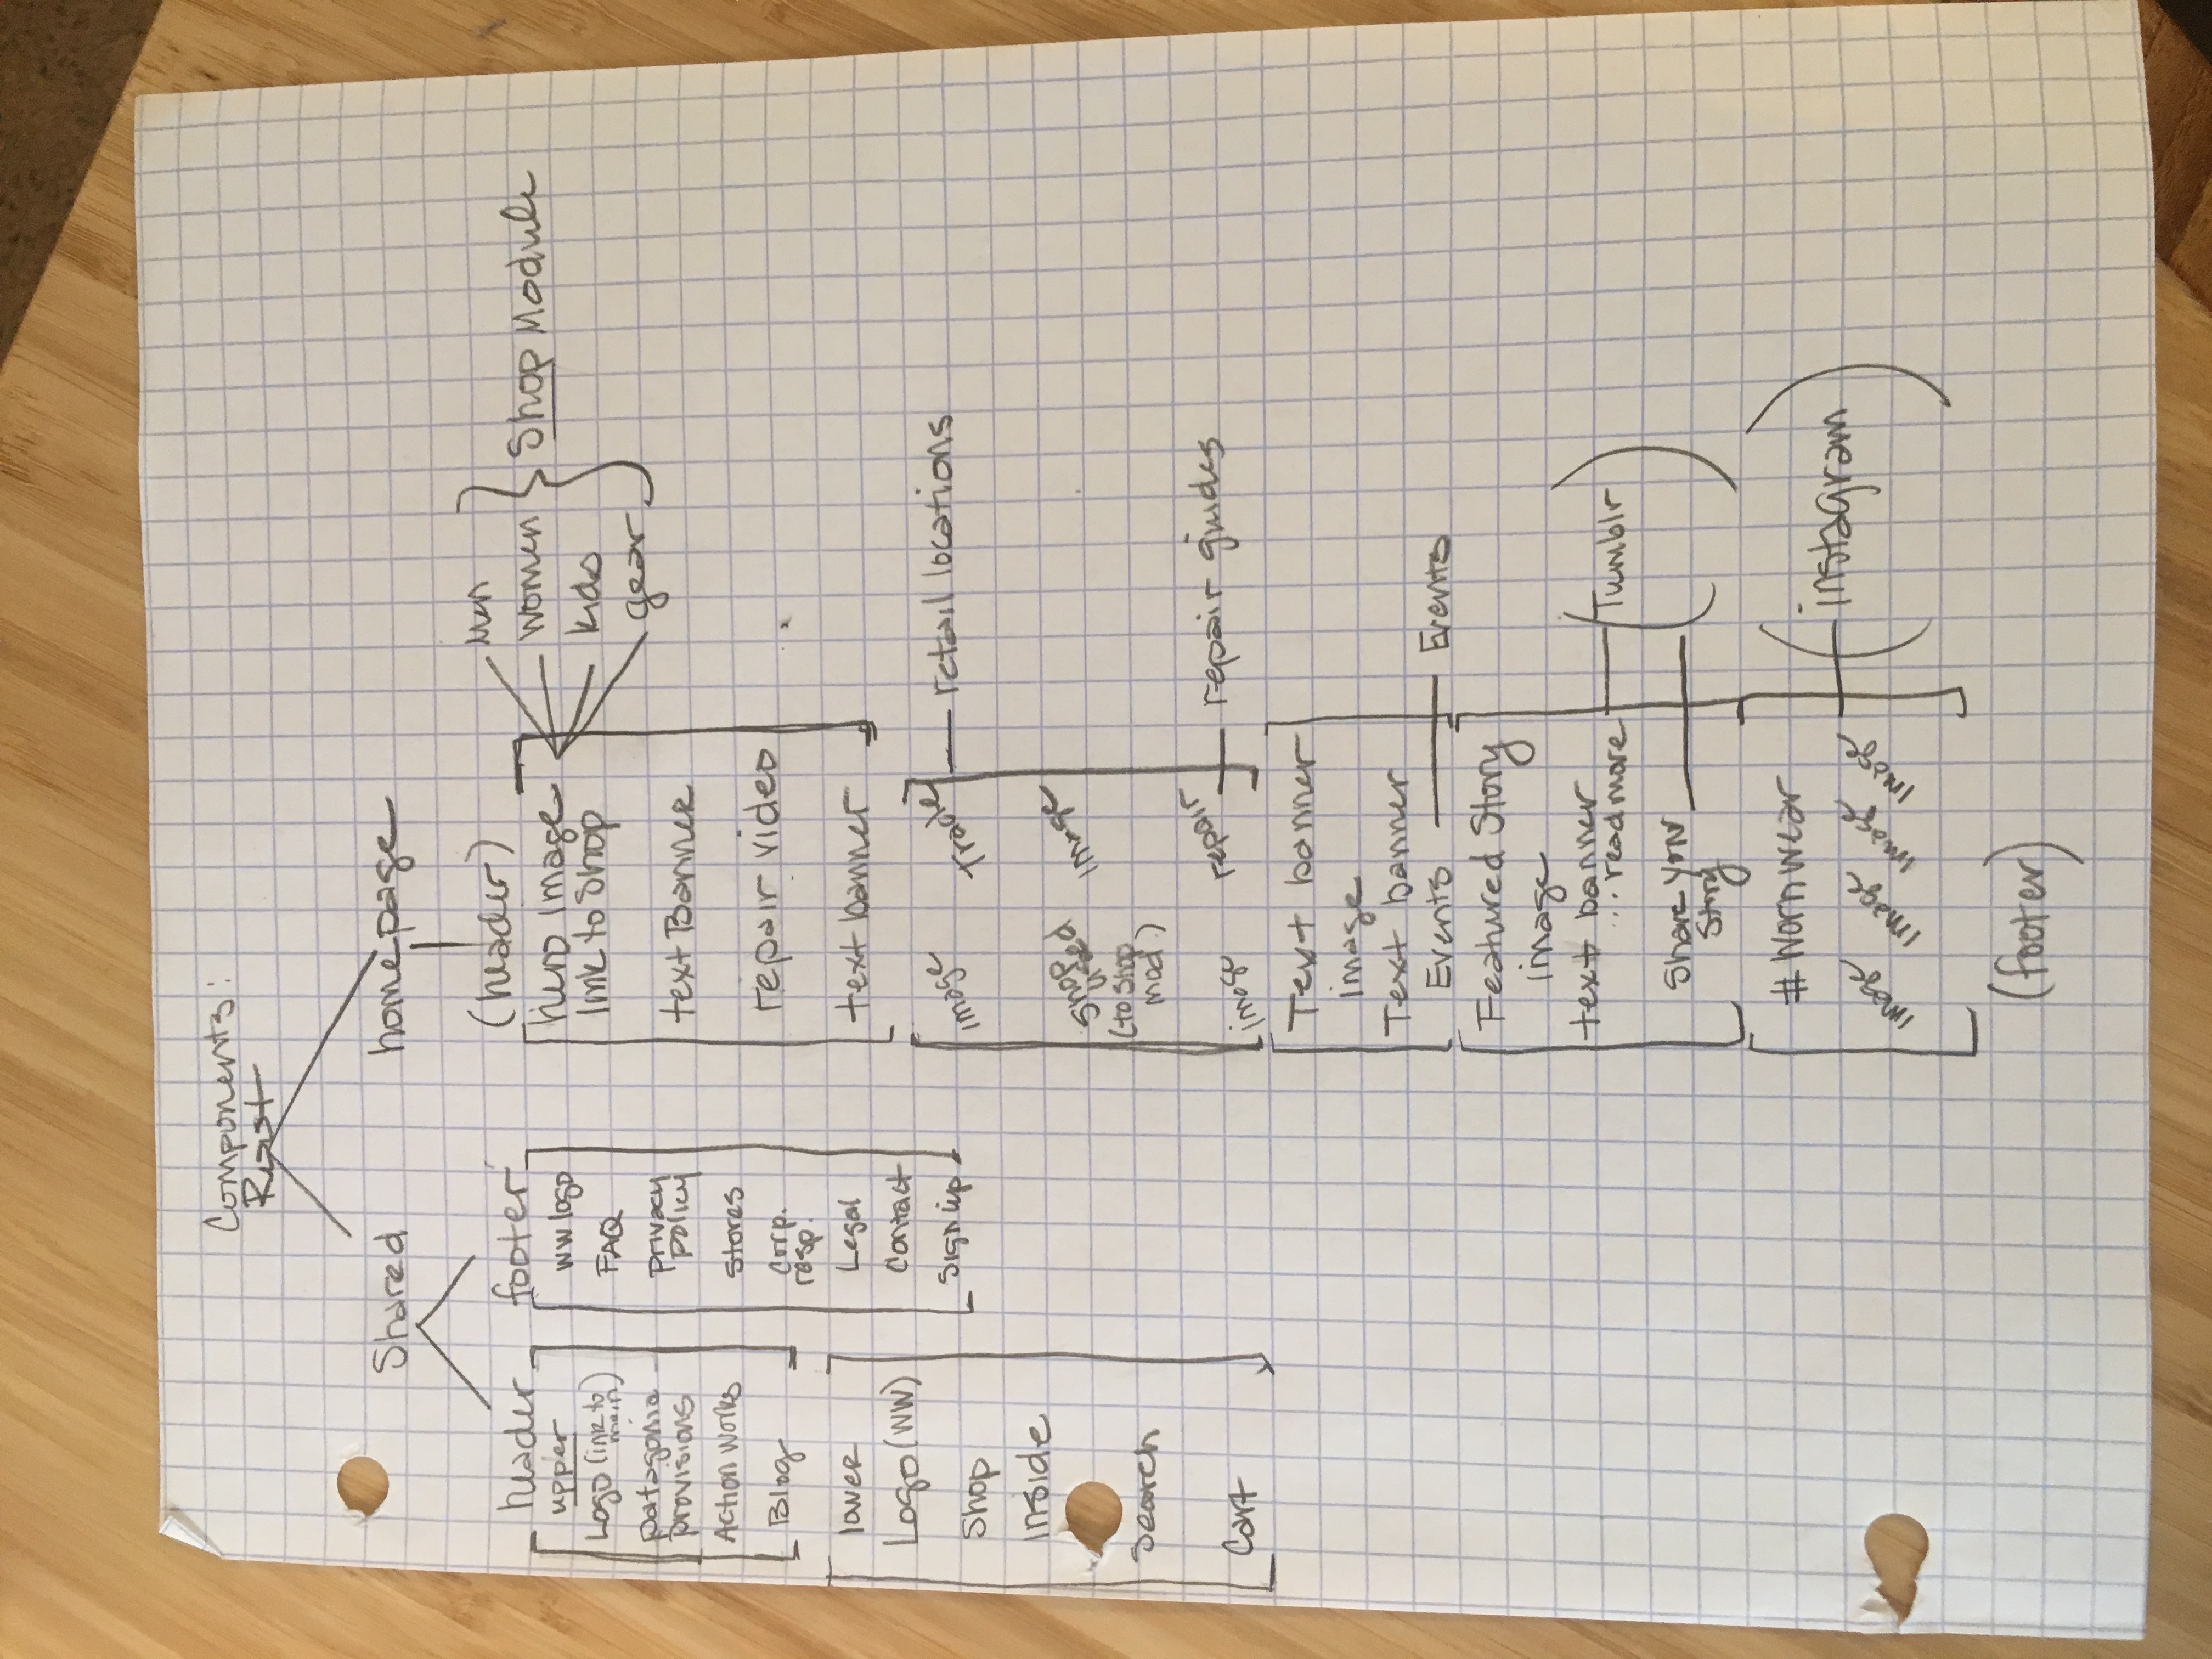 Components:
Shared
homepage
header
upper
Logo (link to
main)
patagonia
provisions
Action Works
Blog
lower
Logo (WW)
Shop
Inside
Search
Cart
footer
WW logo
FAQ
privacy
policy
Stores
Corp.
resp.
Legal
Contact
Sign up
(header)
hero image
link to Shop
text Banner
repair video
text banner
Men
women
kids
gear
Shop Module
image Trade
retail locations
Shop
used
(to Shop
mod.)
image
image repair
repair guides
Text banner
image
Text banner
Events
Events
Featured Story
image
text banner
... read more
Share Your
Story
(Tumblr)
# Worn wear
image image image image
(instagram)
(footer)